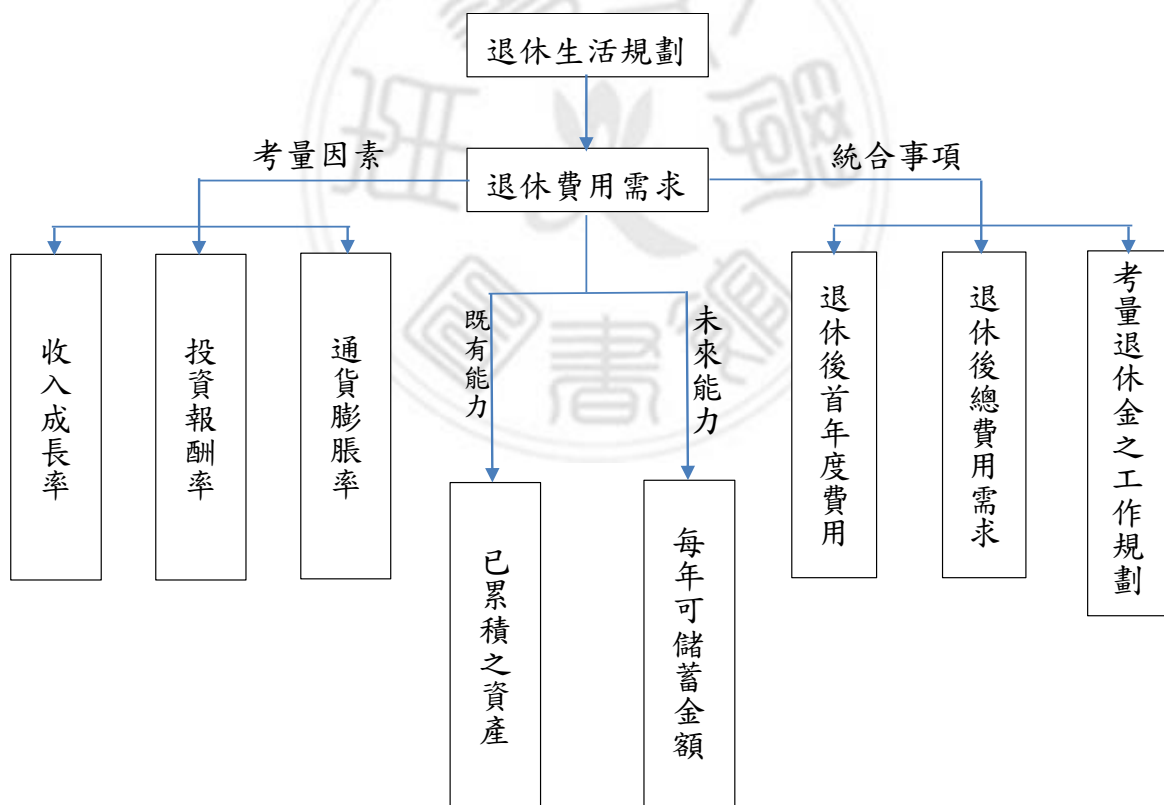 退休生活規劃
考量因素
退休費用需求
統合事項
收入成長率
投資報酬率
通貨膨脹率
既有能力
未來能力
退休後首年度費用
退休後總費用需求
考量退休金之工作規劃
已累積之資產
每年可儲蓄金額